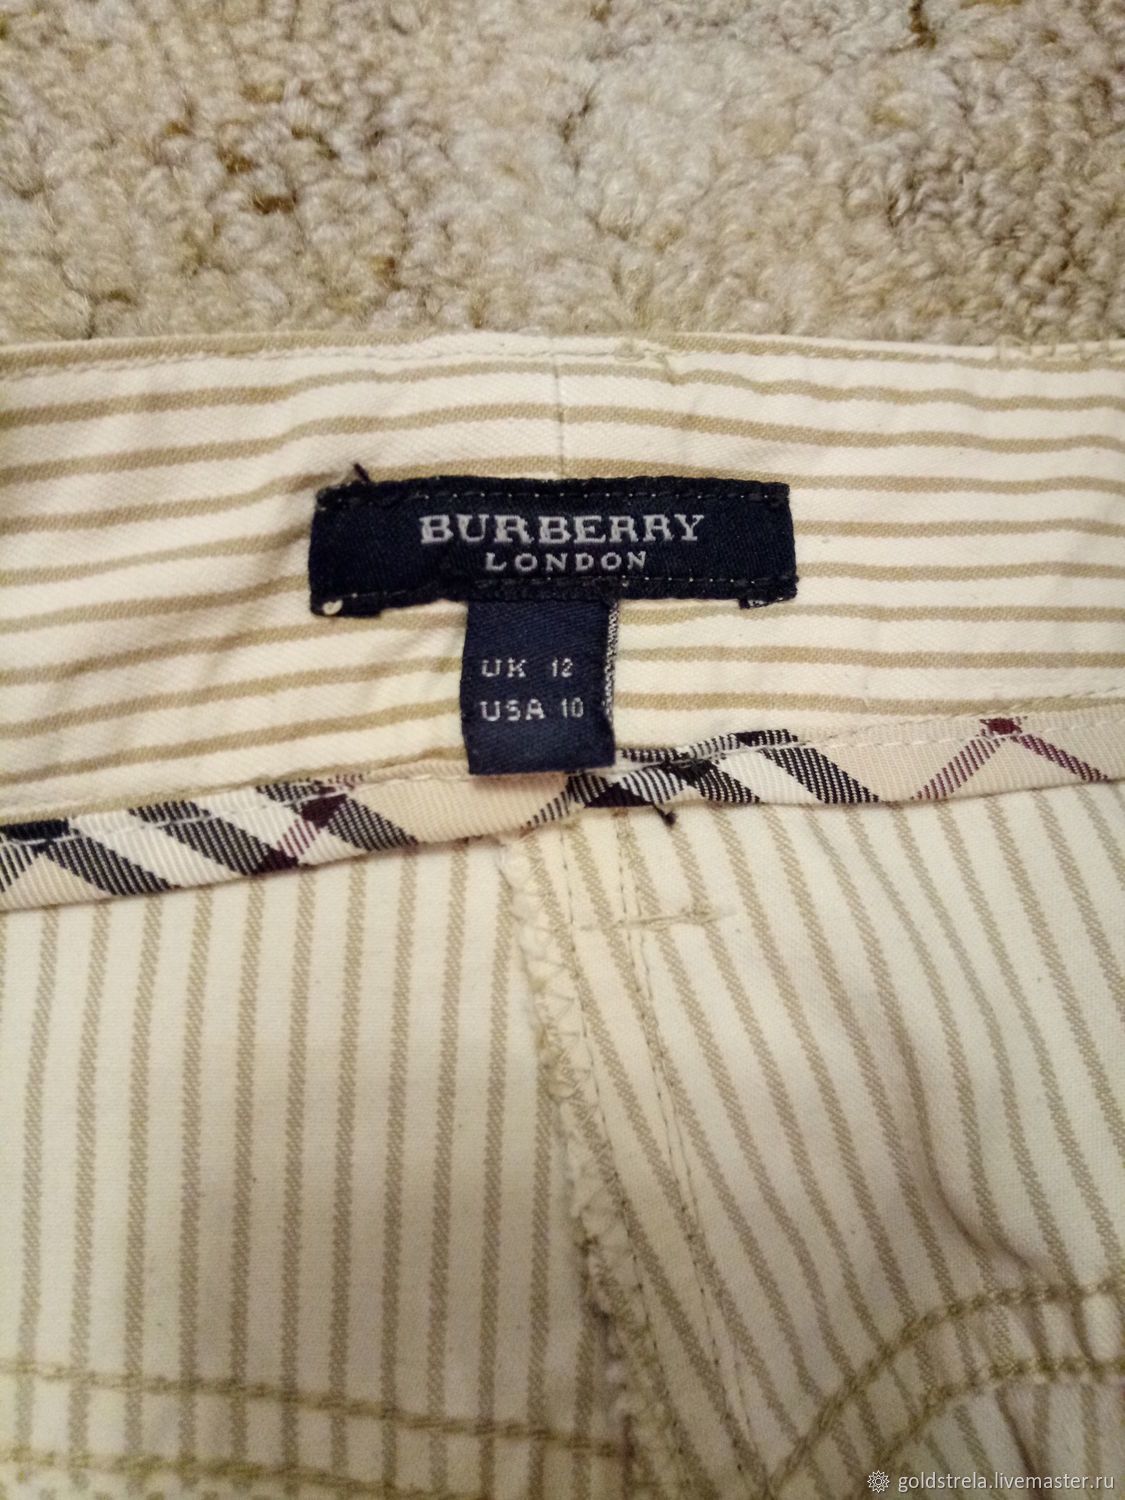 BURBERRY
LONDON
UK 12
USA 10
goldstrela.livemaster.ru